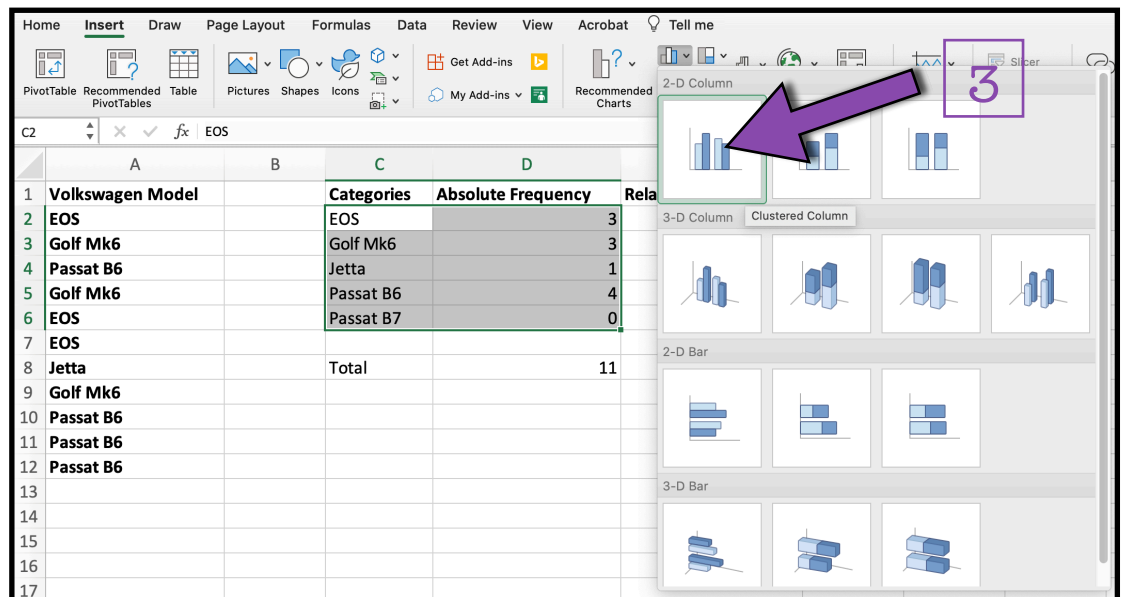 Home Insert Draw Page Layout Formulas Data Review View Acrobat Tell me
PivotTable Recommended PivotTables Table Pictures Shapes Icons Get Add-ins My Add-ins Recommended Charts Slicer
3
C2 fx EOS
A B C D
1 Volkswagen Model Categories Absolute Frequency Rela
2 EOS EOS 3
3 Golf Mk6 Golf Mk6 3
4 Passat B6 Jetta 1
5 Golf Mk6 Passat B6 4
6 EOS Passat B7 0
7 EOS
8 Jetta Total 11
9 Golf Mk6
10 Passat B6
11 Passat B6
12 Passat B6
13
14
15
16
17
2-D Column
Clustered Column
3-D Column
2-D Bar
3-D Bar